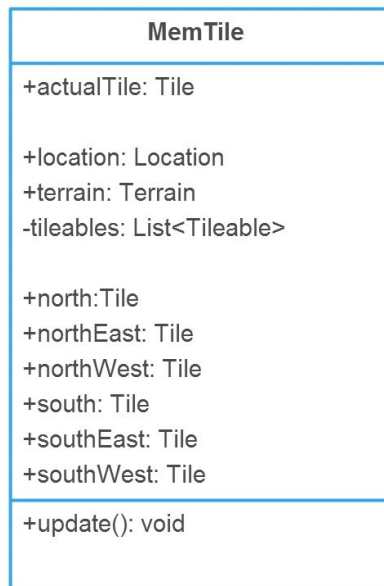 MemTile
+actualTile: Tile
+location: Location
+terrain: Terrain
-tileables: List<Tileable>
+north:Tile
+northEast: Tile
+northWest: Tile
+south: Tile
+southEast: Tile
+southWest: Tile
+update(): void